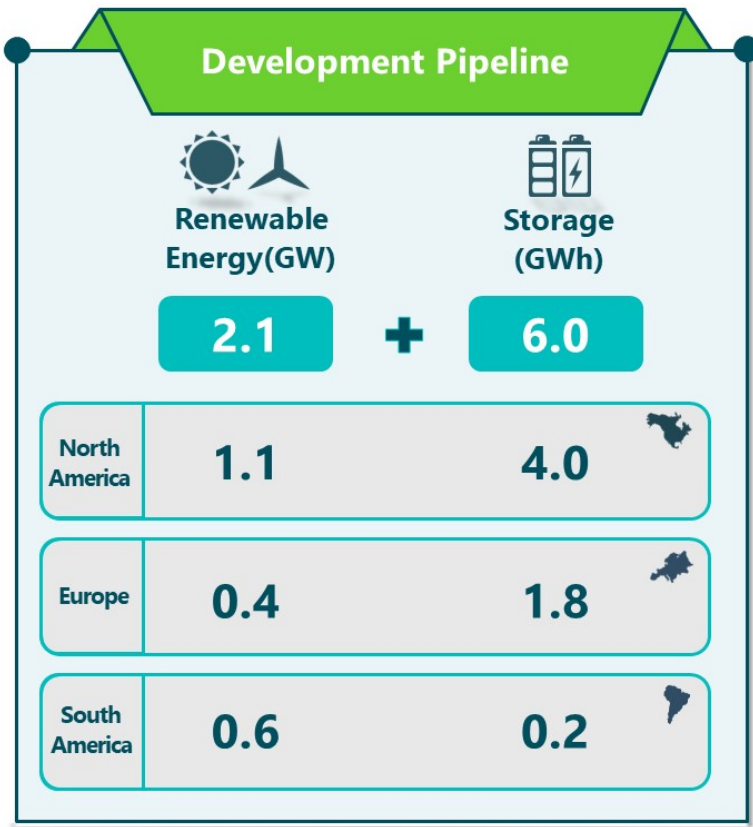 Development Pipeline
Renewable
Energy(GW)
Storage
(GWh)
2.1 + 6.0
North
America
1.1
4.0
Europe
0.4
1.8
South
America
0.6
0.2